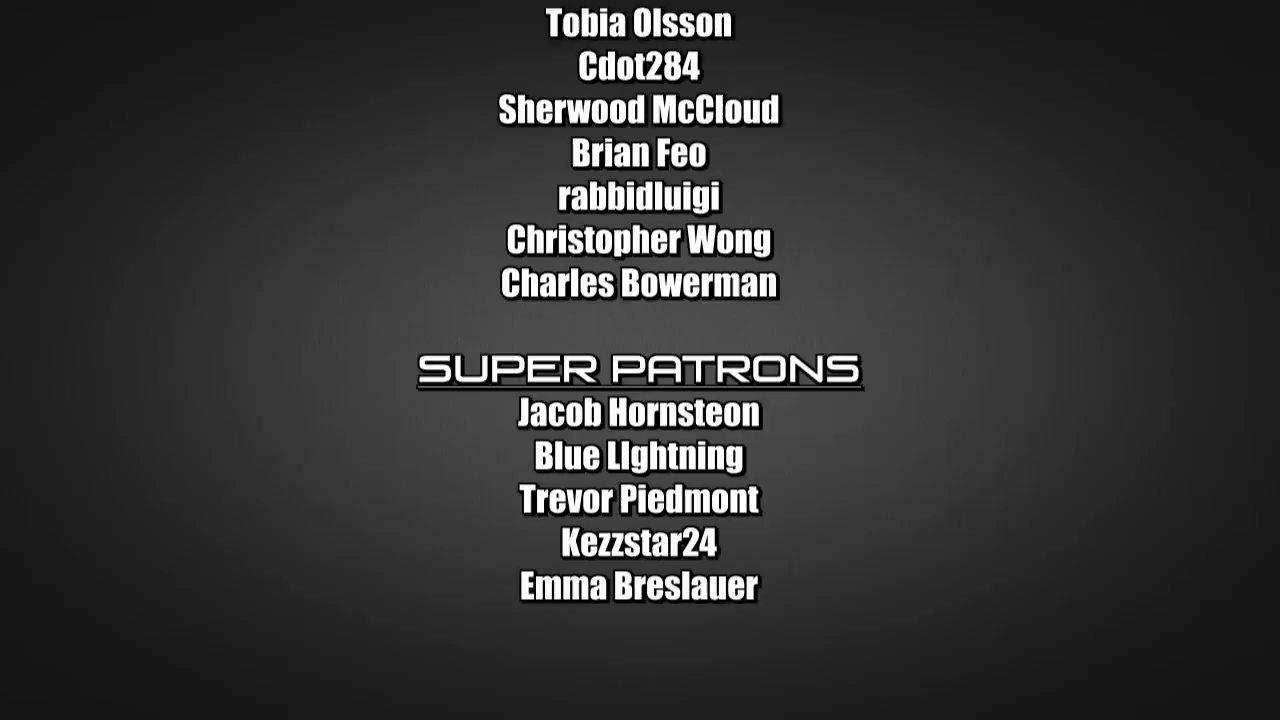 Tobia Olsson
Cdot284
Sherwood McCloud
Brian Feo
rabbidluigi
Christopher Wong
Charles Bowerman
SUPER PATRONS
Jacob Hornsteon
Blue LIghtning
Trevor Piedmont
Kezzstar24
Emma Breslauer